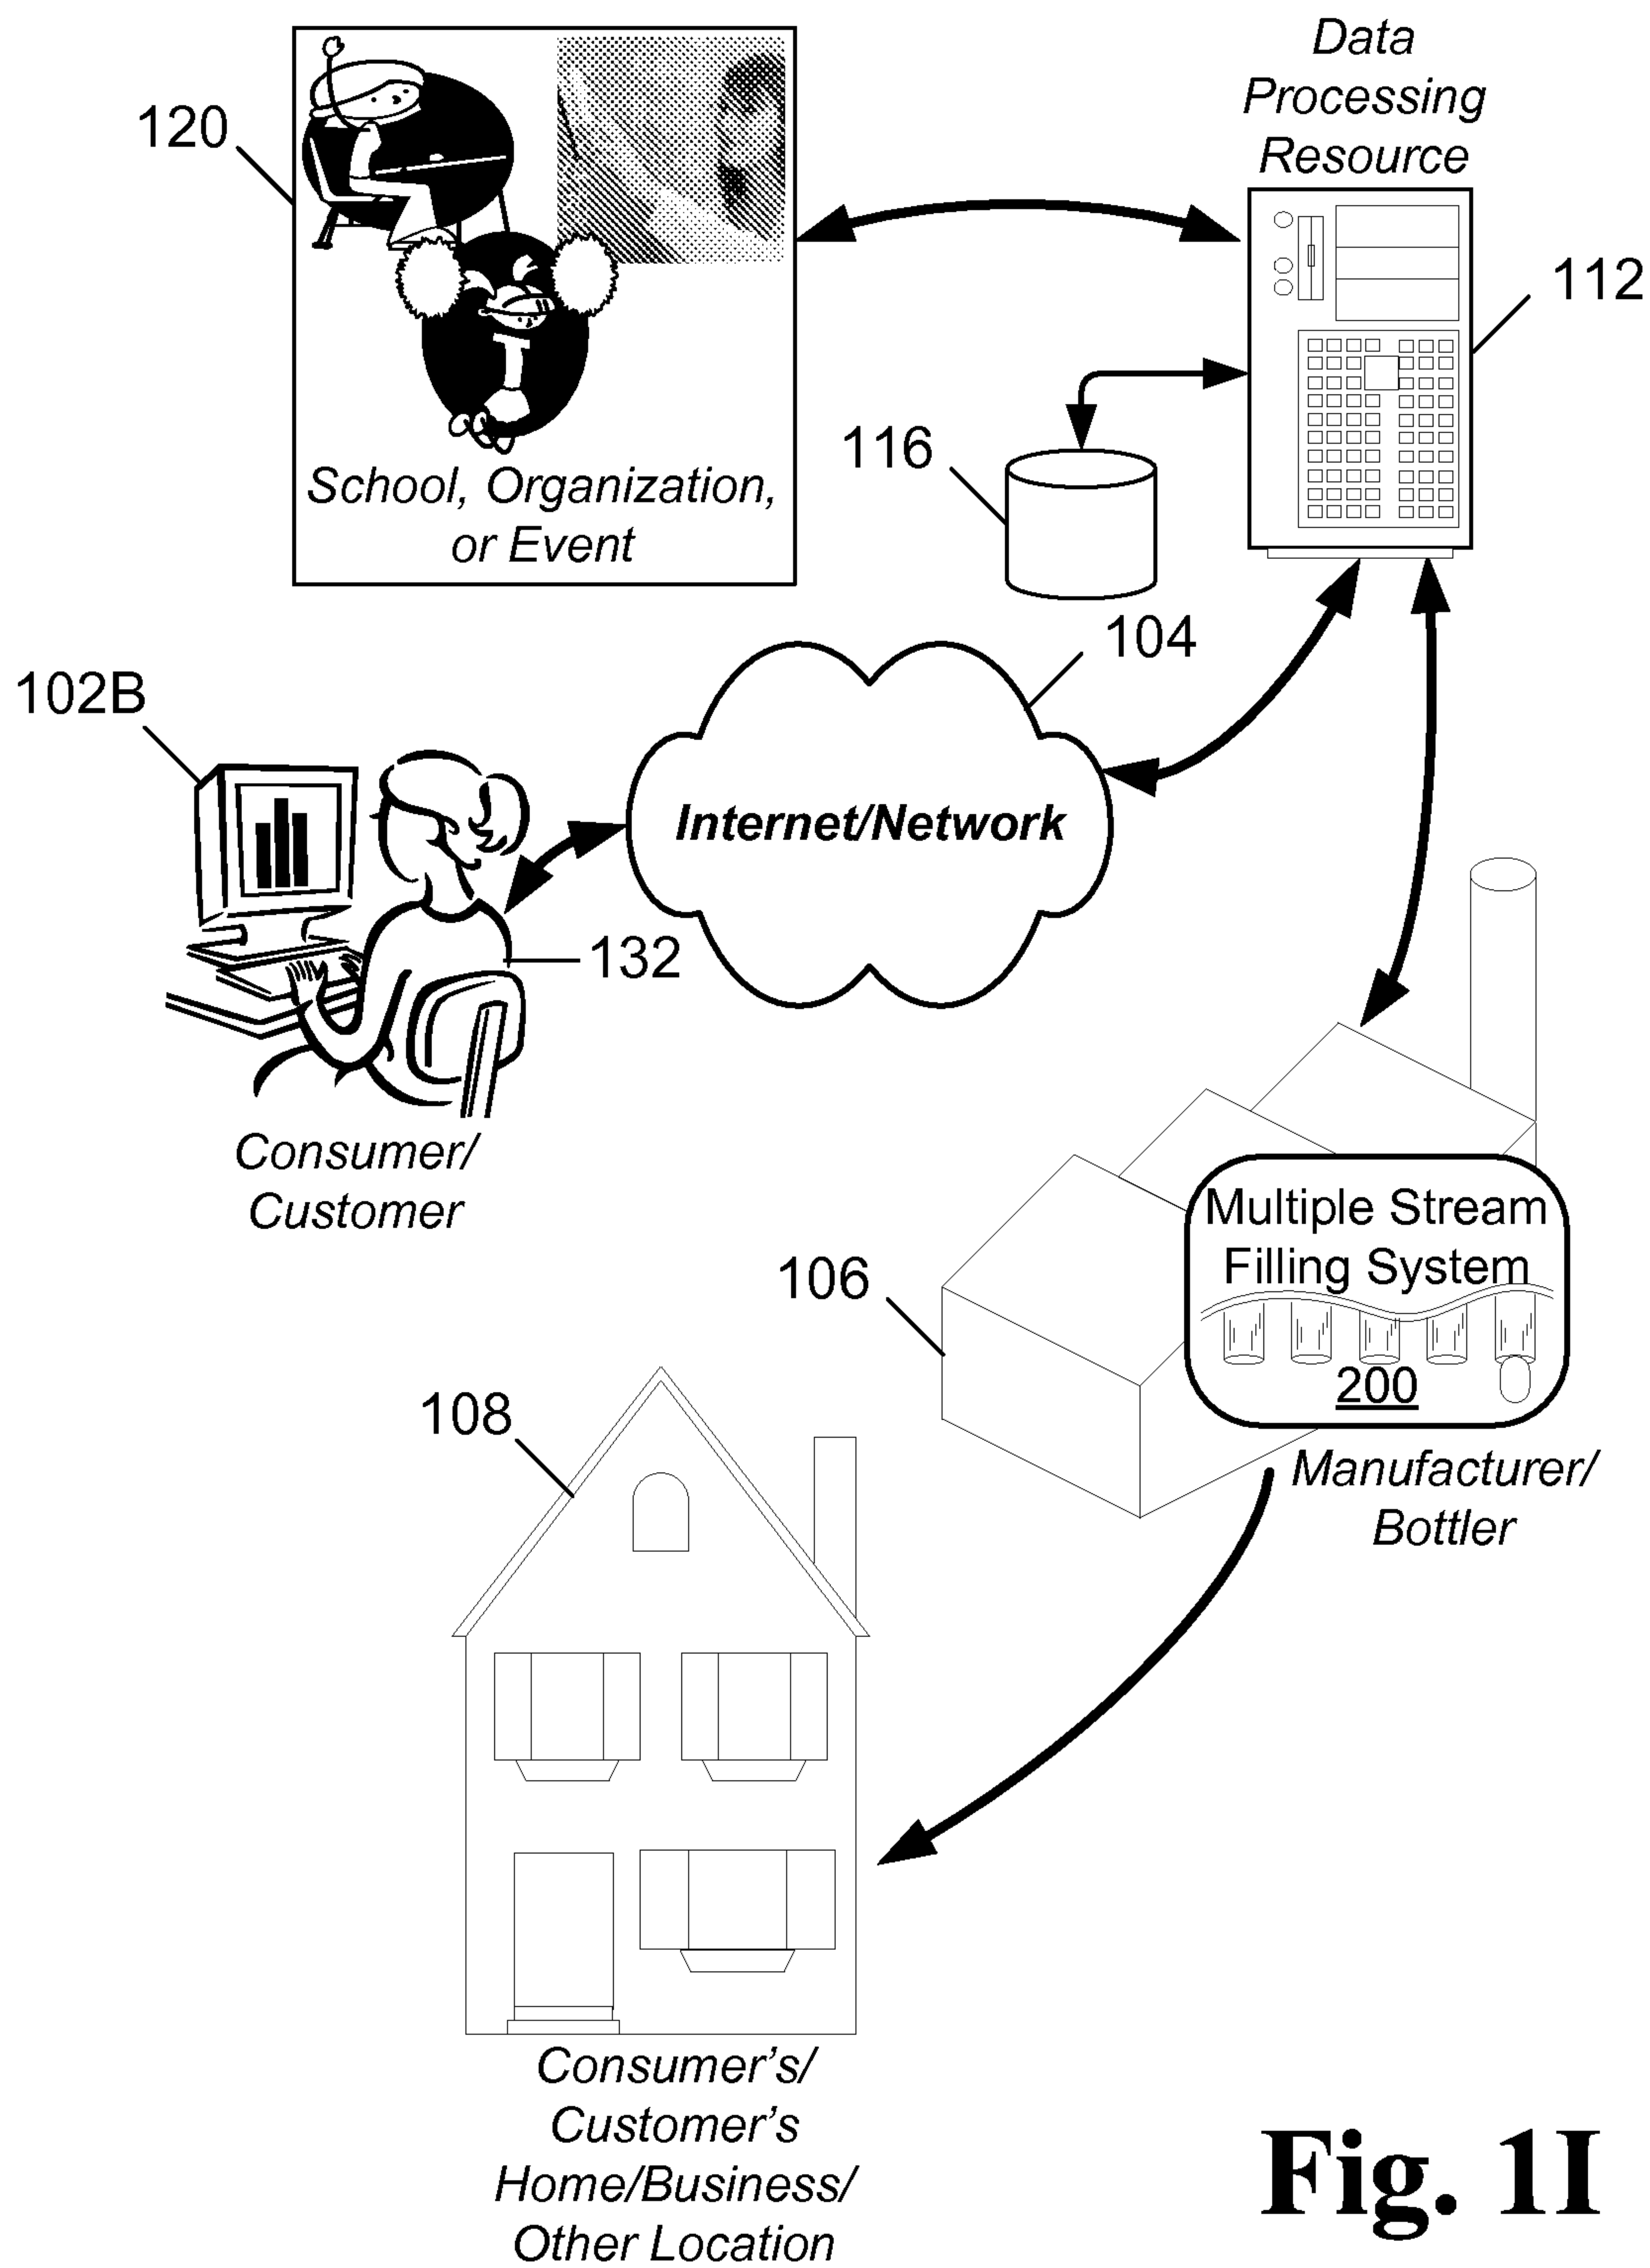 Data
Processing
Resource
120
112
116
School, Organization,
or Event
104
102B
Internet/Network
132
Consumer/
Customer
Multiple Stream
Filling System
106
200
108
Manufacturer/
Bottler
Consumer's/
Customer's
Home/Business/
Other Location
Fig. 1I